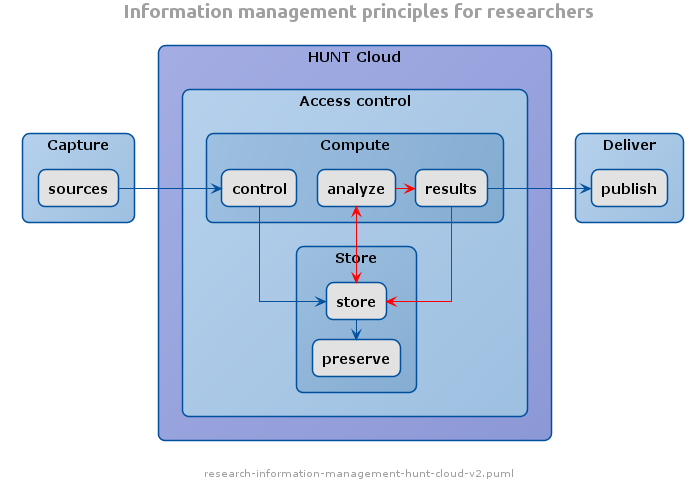 Information management principles for researchers
HUNT Cloud
Access control
Capture
Compute
Deliver
sources
control
analyze
results
publish
Store
store
preserve
research-information-management-hunt-cloud-v2.puml